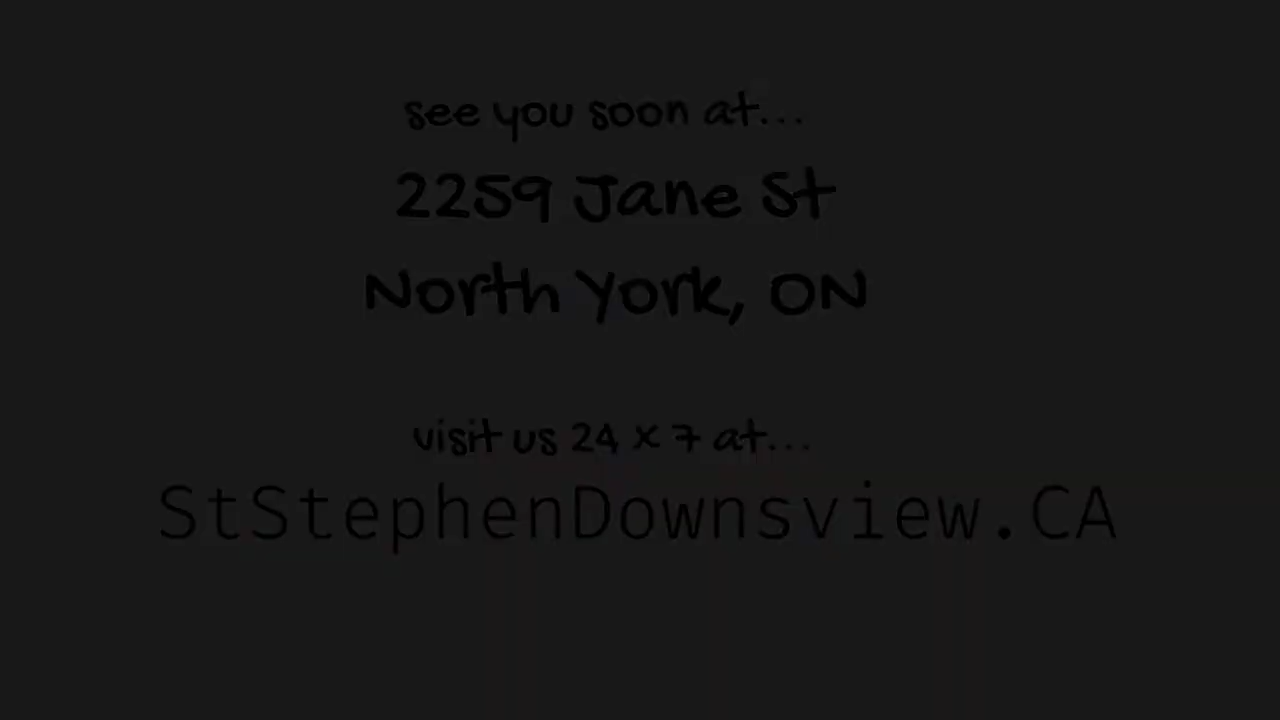 see you soon at...
2259 Jane St
North York, ON
visit us 24 x 7 at...
StStephenDownsview.CA